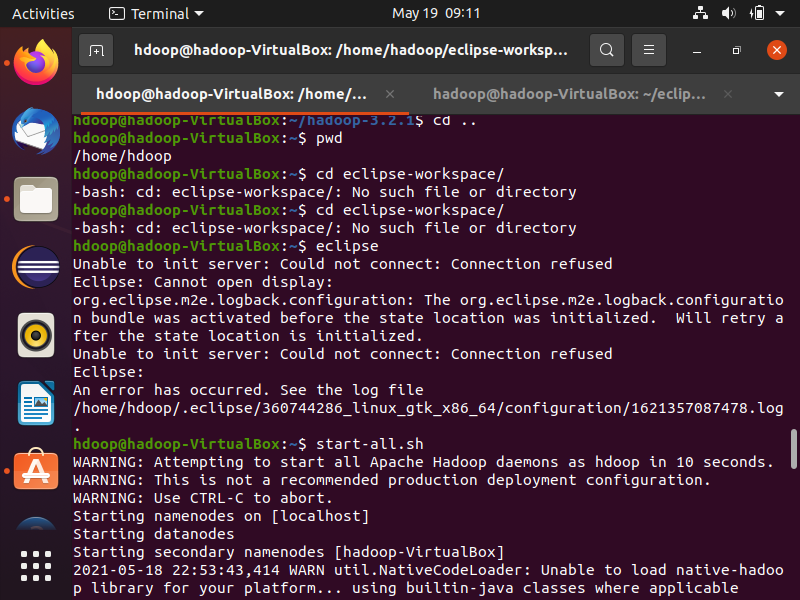 Activities
Terminal
May 19 09:11
hdoop@hadoop-VirtualBox: /home/hadoop/eclipse-worksp...
hdoop@hadoop-VirtualBox: /home/...
hdoop@hadoop-VirtualBox: ~/eclip...
hdoop@hadoop-VirtualBox:~/hadoop-3.2.1$ cd ..
hdoop@hadoop-VirtualBox:~$ pwd
/home/hdoop
hdoop@hadoop-VirtualBox:~$ cd eclipse-workspace/
-bash: cd: eclipse-workspace/: No such file or directory
hdoop@hadoop-VirtualBox:~$ cd eclipse-workspace/
-bash: cd: eclipse-workspace/: No such file or directory
hdoop@hadoop-VirtualBox:~$ eclipse
Unable to init server: Could not connect: Connection refused
Eclipse: Cannot open display:
org.eclipse.m2e.logback.configuration: The org.eclipse.m2e.logback.configuratio
n bundle was activated before the state location was initialized.  Will retry a
fter the state location is initialized.
Unable to init server: Could not connect: Connection refused
Eclipse:
An error has occurred. See the log file
/home/hdoop/.eclipse/360744286_linux_gtk_x86_64/configuration/1621357087478.log
.
hdoop@hadoop-VirtualBox:~$ start-all.sh
WARNING: Attempting to start all Apache Hadoop daemons as hdoop in 10 seconds.
WARNING: This is not a recommended production deployment configuration.
WARNING: Use CTRL-C to abort.
Starting namenodes on [localhost]
Starting datanodes
Starting secondary namenodes [hadoop-VirtualBox]
2021-05-18 22:53:43,414 WARN util.NativeCodeLoader: Unable to load native-hadoo
p library for your platform... using builtin-java classes where applicable